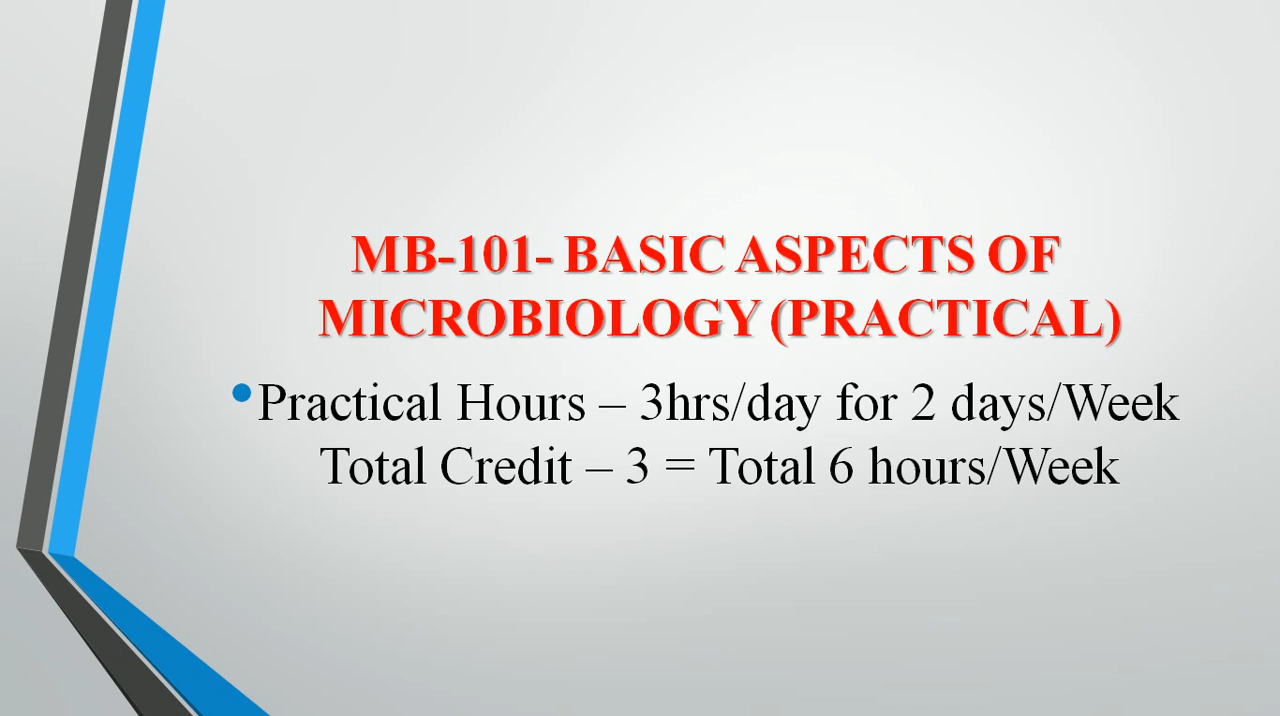 MB-101- BASIC ASPECTS OF
MICROBIOLOGY (PRACTICAL)
•Practical Hours – 3hrs/day for 2 days/Week
Total Credit – 3 = Total 6 hours/Week